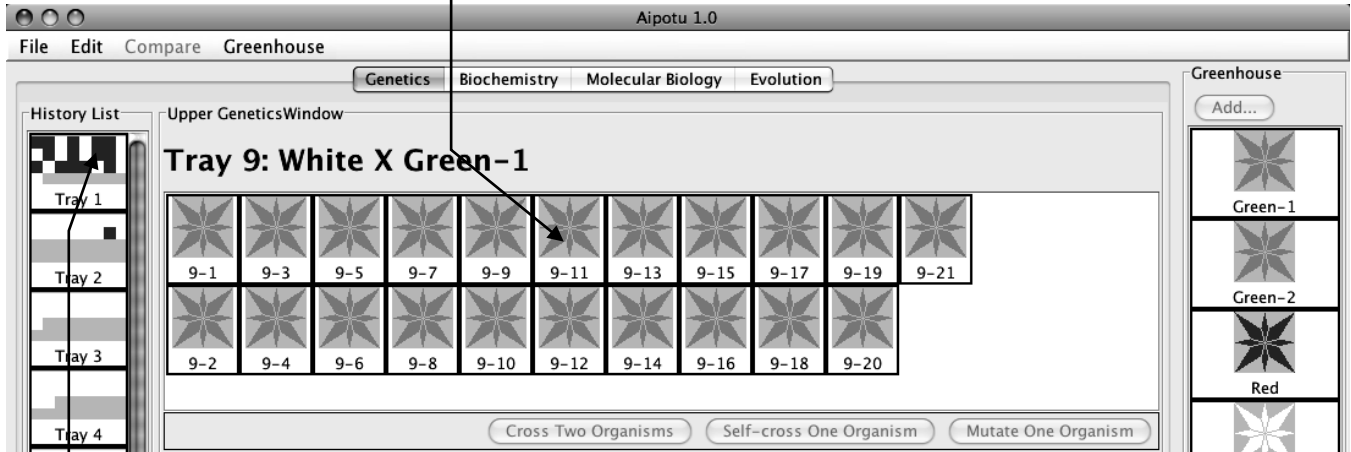 Aipotu 1.0
File Edit Compare Greenhouse
Genetics Biochemistry Molecular Biology Evolution
Greenhouse
Add...
History List
Upper GeneticsWindow
Tray 9: White X Green-1
Tray 1
Tray 2
Tray 3
Tray 4
9-1 9-3 9-5 9-7 9-9 9-11 9-13 9-15 9-17 9-19 9-21
9-2 9-4 9-6 9-8 9-10 9-12 9-14 9-16 9-18 9-20
Cross Two Organisms Self-cross One Organism Mutate One Organism
Green-1
Green-2
Red